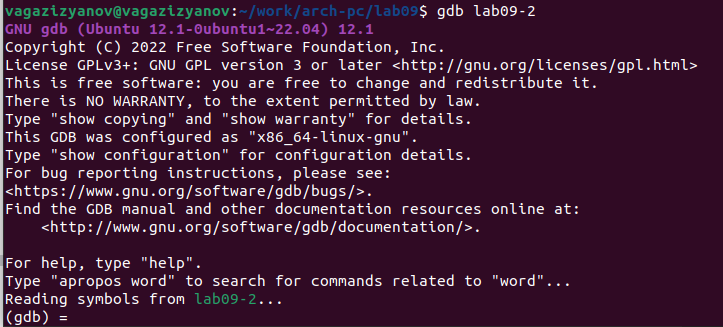 vagazizyanov@vagazizyanov:~/work/arch-pc/lab09$ gdb lab09-2
GNU gdb (Ubuntu 12.1-0ubuntu1~22.04) 12.1
Copyright (C) 2022 Free Software Foundation, Inc.
License GPLv3+: GNU GPL version 3 or later <http://gnu.org/licenses/gpl.html>
This is free software: you are free to change and redistribute it.
There is NO WARRANTY, to the extent permitted by law.
Type "show copying" and "show warranty" for details.
This GDB was configured as "x86_64-linux-gnu".
Type "show configuration" for configuration details.
For bug reporting instructions, please see:
<https://www.gnu.org/software/gdb/bugs/>.
Find the GDB manual and other documentation resources online at:
    <http://www.gnu.org/software/gdb/documentation/>.

For help, type "help".
Type "apropos word" to search for commands related to "word"...
Reading symbols from lab09-2...
(gdb) =